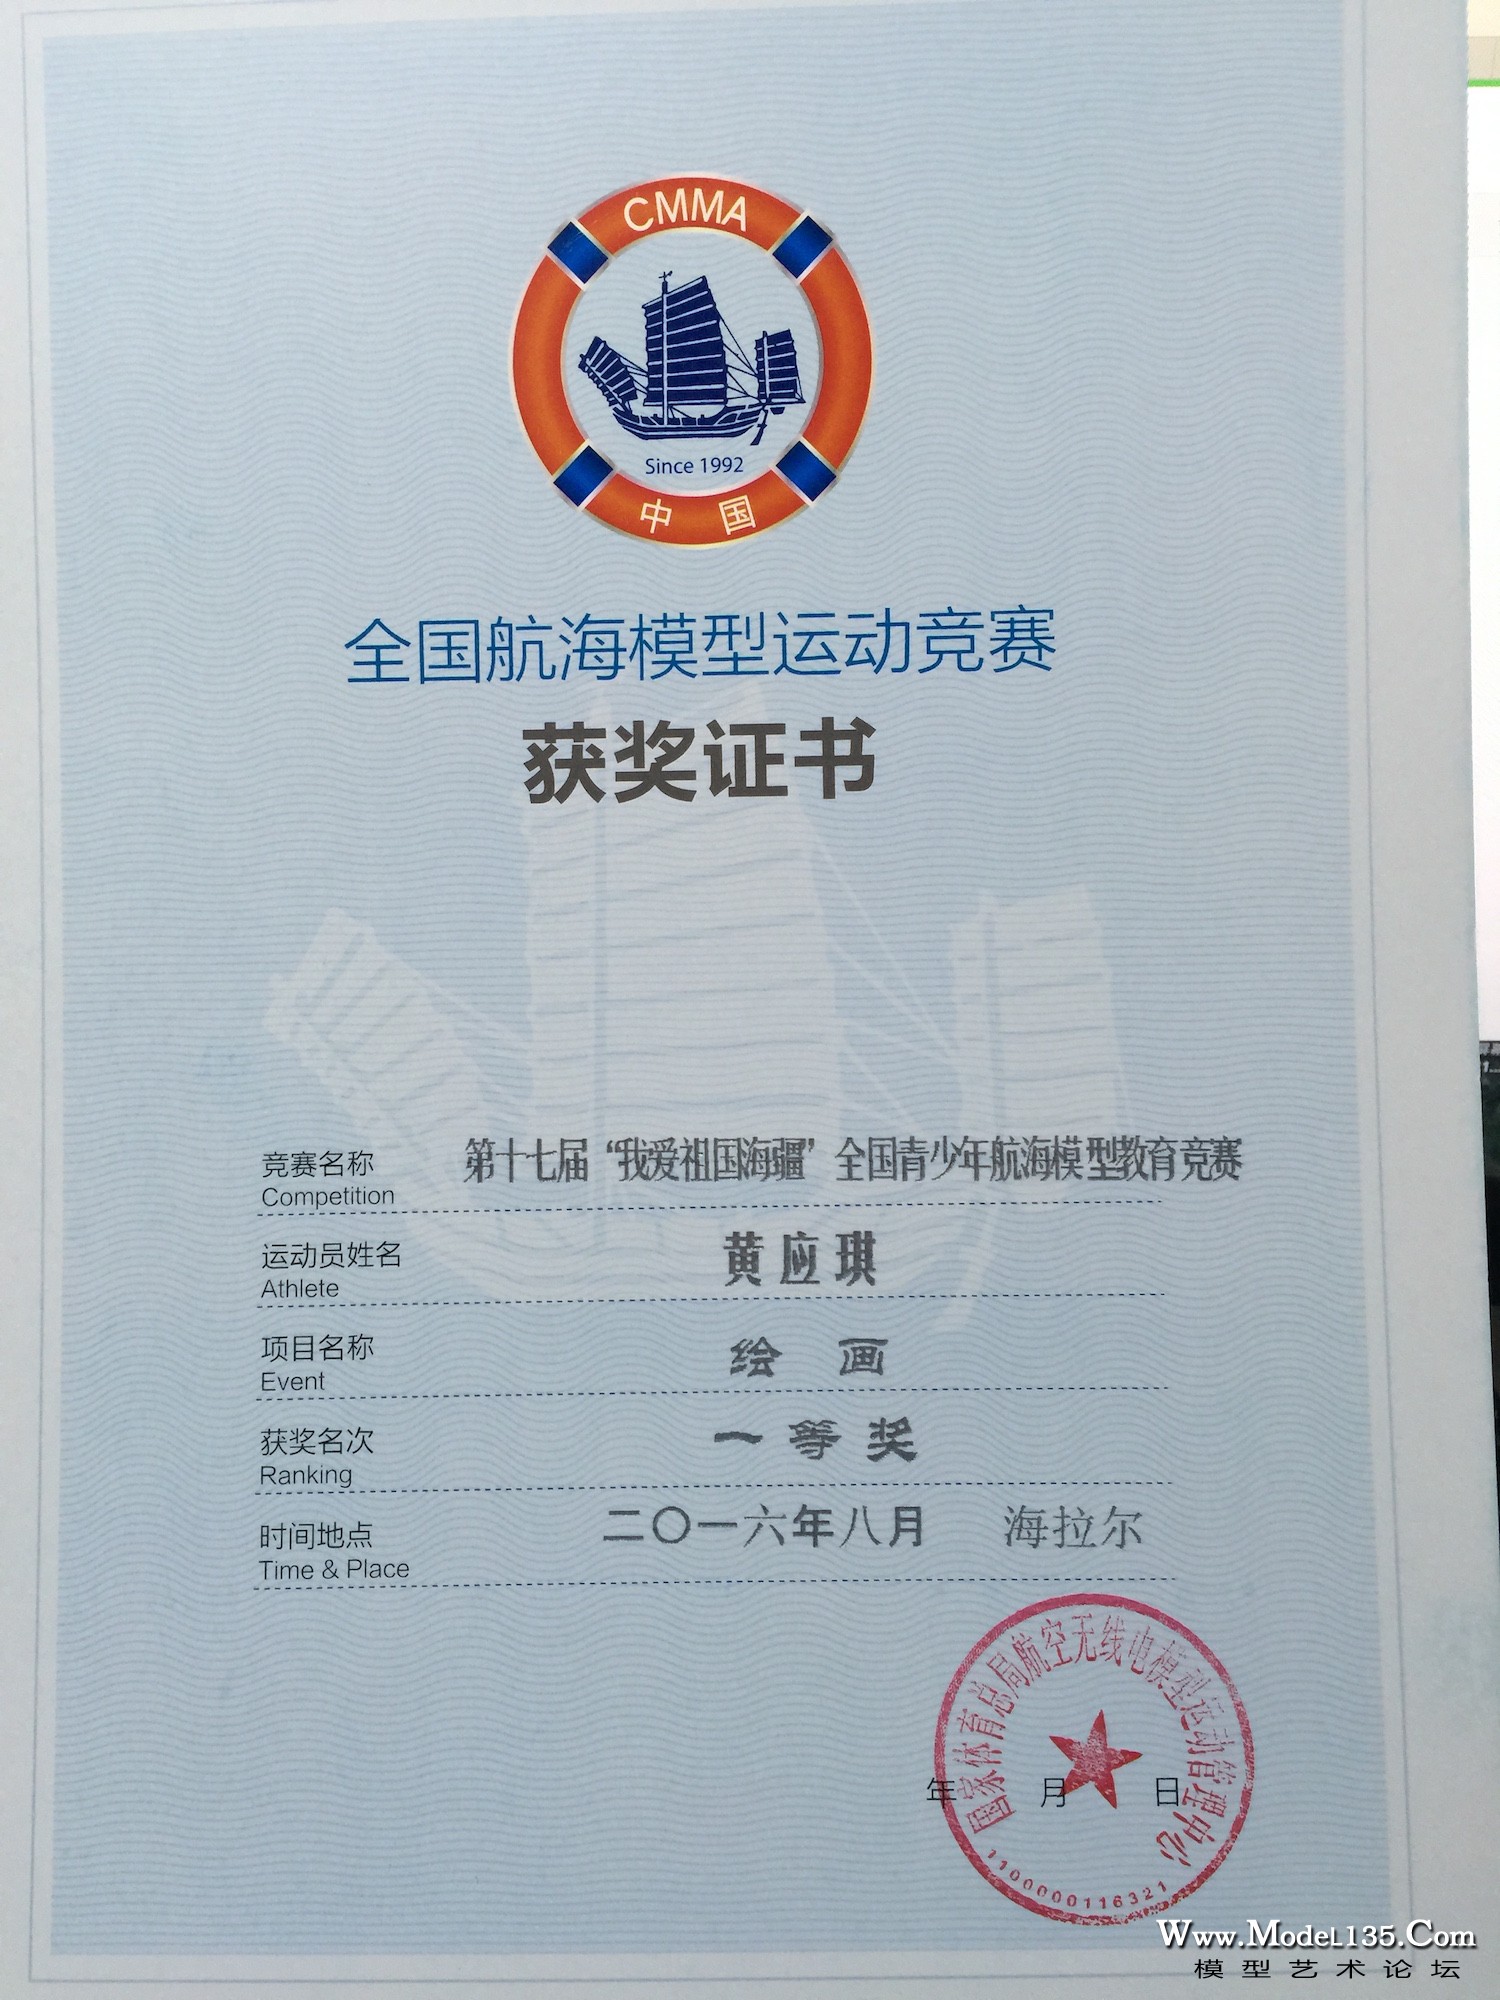 CMMA
Since 1992
中 国
全国航海模型运动竞赛
获奖证书
竞赛名称 第十七届“我爱祖国海疆”全国青少年航海模型教育竞赛
Competition
运动员姓名 黄应琪
Athlete
项目名称 绘 画
Event
获奖名次 一等奖
Ranking
时间地点 二〇一六年八月 海拉尔
Time & Place
国家体育总局航空无线电模型运动管理中心
年 月 日
1100000116321
Www.Model135.Com
模型艺术论坛